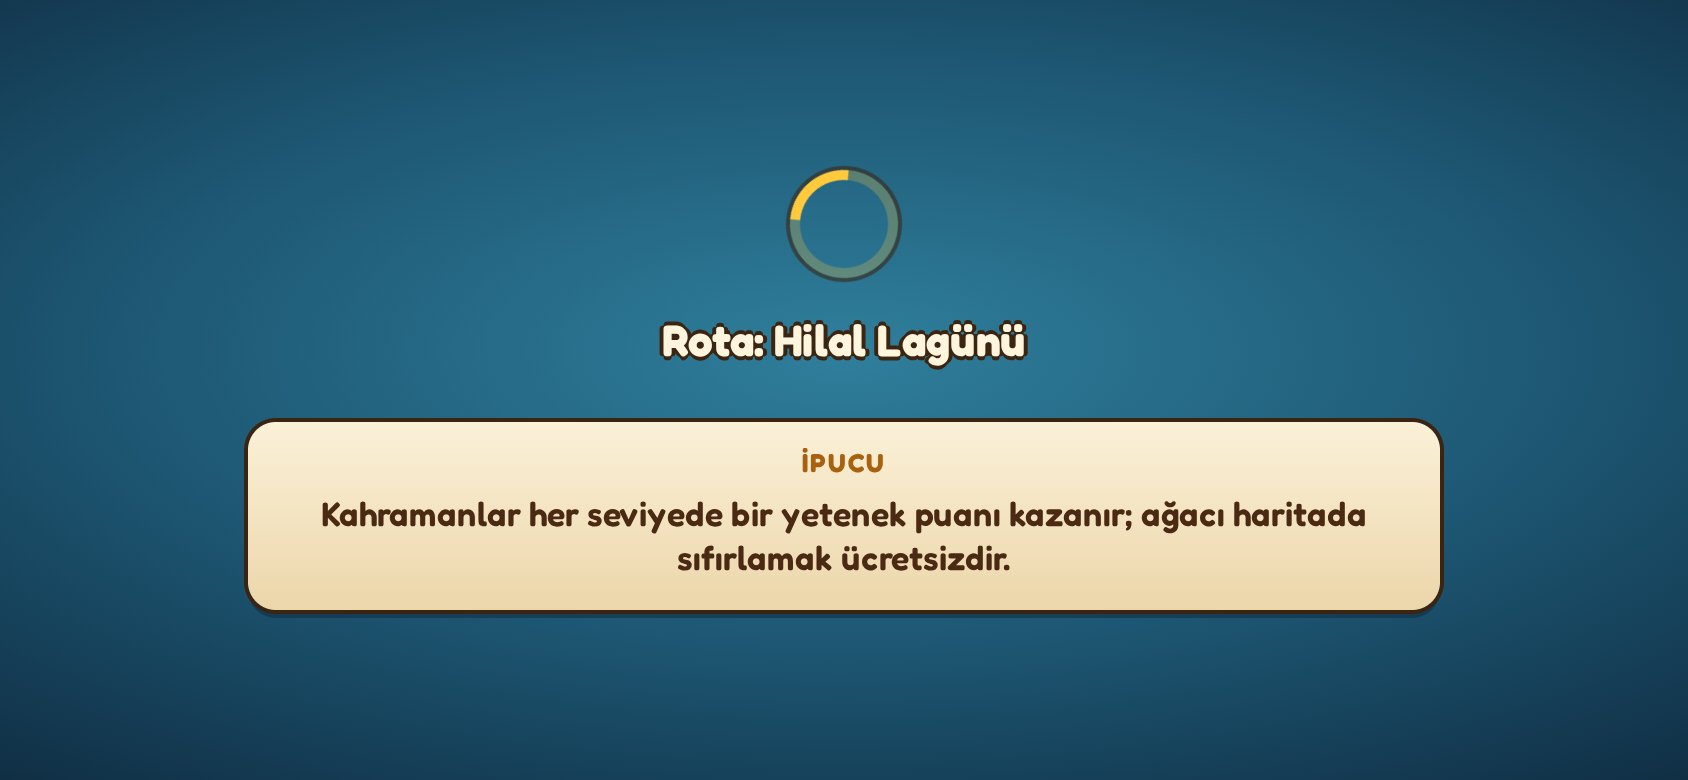 Rota: Hilal Lagünü
İPUCU
Kahramanlar her seviyede bir yetenek puanı kazanır; ağacı haritada
sıfırlamak ücretsizdir.